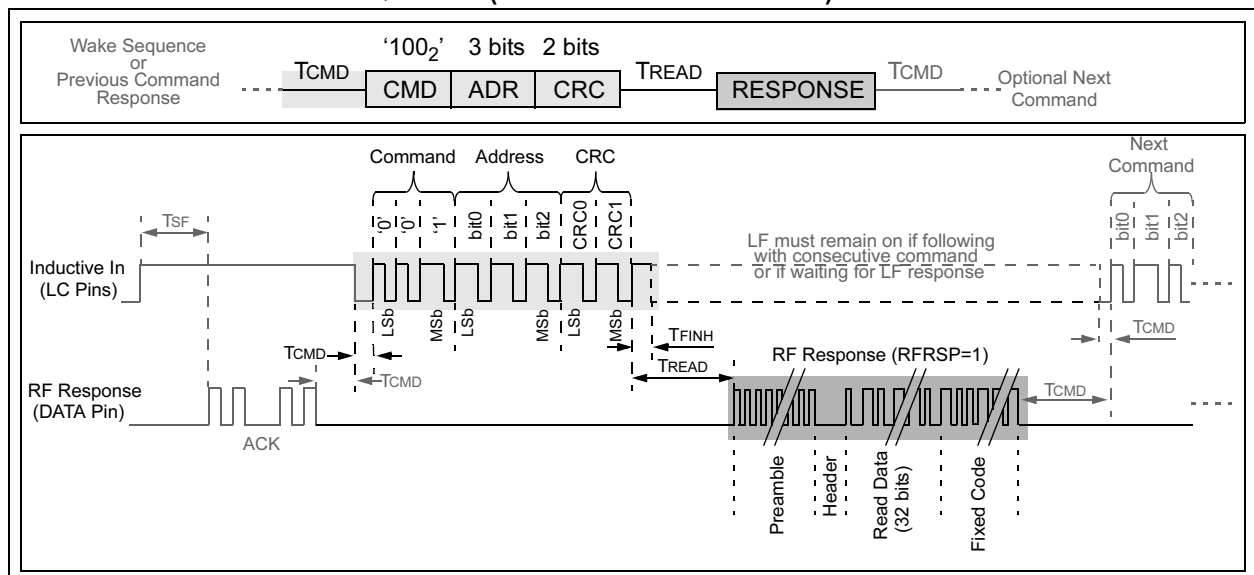 Wake Sequence
or
Previous Command
Response
TCMD
‘100₂’ 3 bits 2 bits
CMD ADR CRC
TREAD
RESPONSE
TCMD
Optional Next
Command
Command Address CRC
Next
Command
TSF
‘0’ ‘0’ ‘1’ bit0 bit1 bit2 CRC0 CRC1
bit0 bit1 bit2
Inductive In
(LC Pins)
LF must remain on if following
with consecutive command
or if waiting for LF response
LSb MSb LSb MSb LSb MSb
TCMD
TCMD
TFINH
TREAD
TCMD
RF Response (RFRSP=1)
RF Response
(DATA Pin)
ACK
TCMD
Preamble
Header
Read Data
(32 bits)
Fixed Code